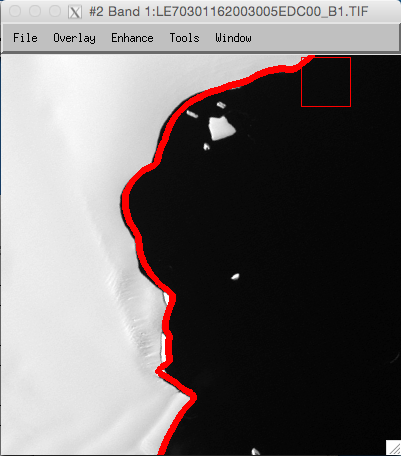 #2 Band 1:LE70301162003005EDC00_B1.TIF
File Overlay Enhance Tools Window